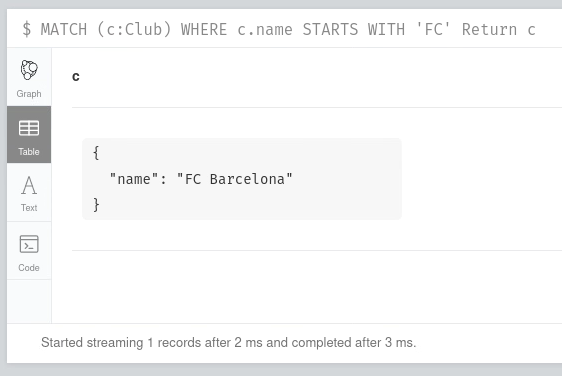 $ MATCH (c:Club) WHERE c.name STARTS WITH 'FC' Return c
Graph
Table
Text
Code
c
{
"name": "FC Barcelona"
}
Started streaming 1 records after 2 ms and completed after 3 ms.